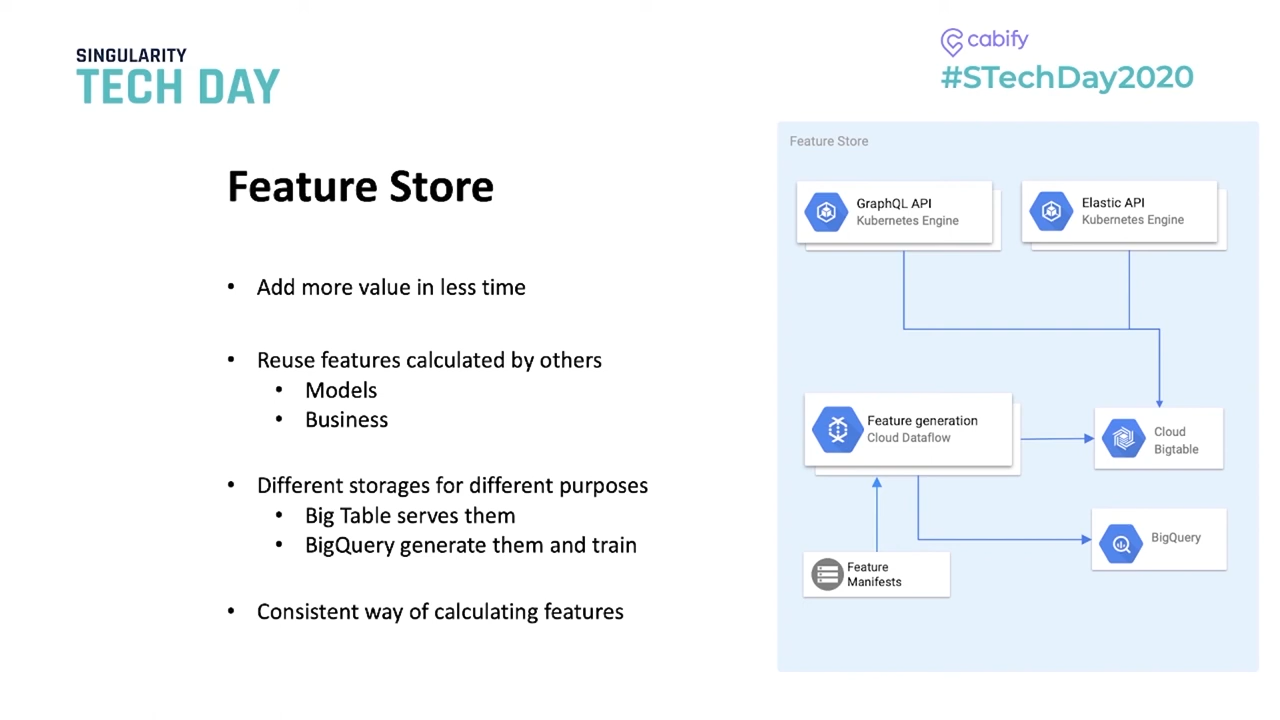 SINGULARITY
TECH DAY
cabify
#STechDay2020
Feature Store
• Add more value in less time
• Reuse features calculated by others
• Models
• Business
• Different storages for different purposes
• Big Table serves them
• BigQuery generate them and train
• Consistent way of calculating features
Feature Store
GraphQL API
Kubernetes Engine
Elastic API
Kubernetes Engine
Feature generation
Cloud Dataflow
Cloud
Bigtable
BigQuery
Feature
Manifests